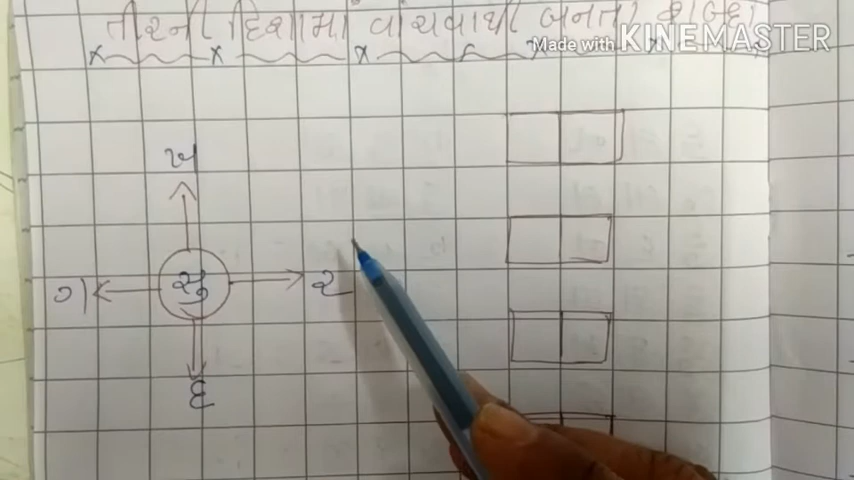 તીરની દિશામાં વાંચવાથી બનતા શબ્દો
Made with KINEMASTER
ખ
ગ સુ ર
દ